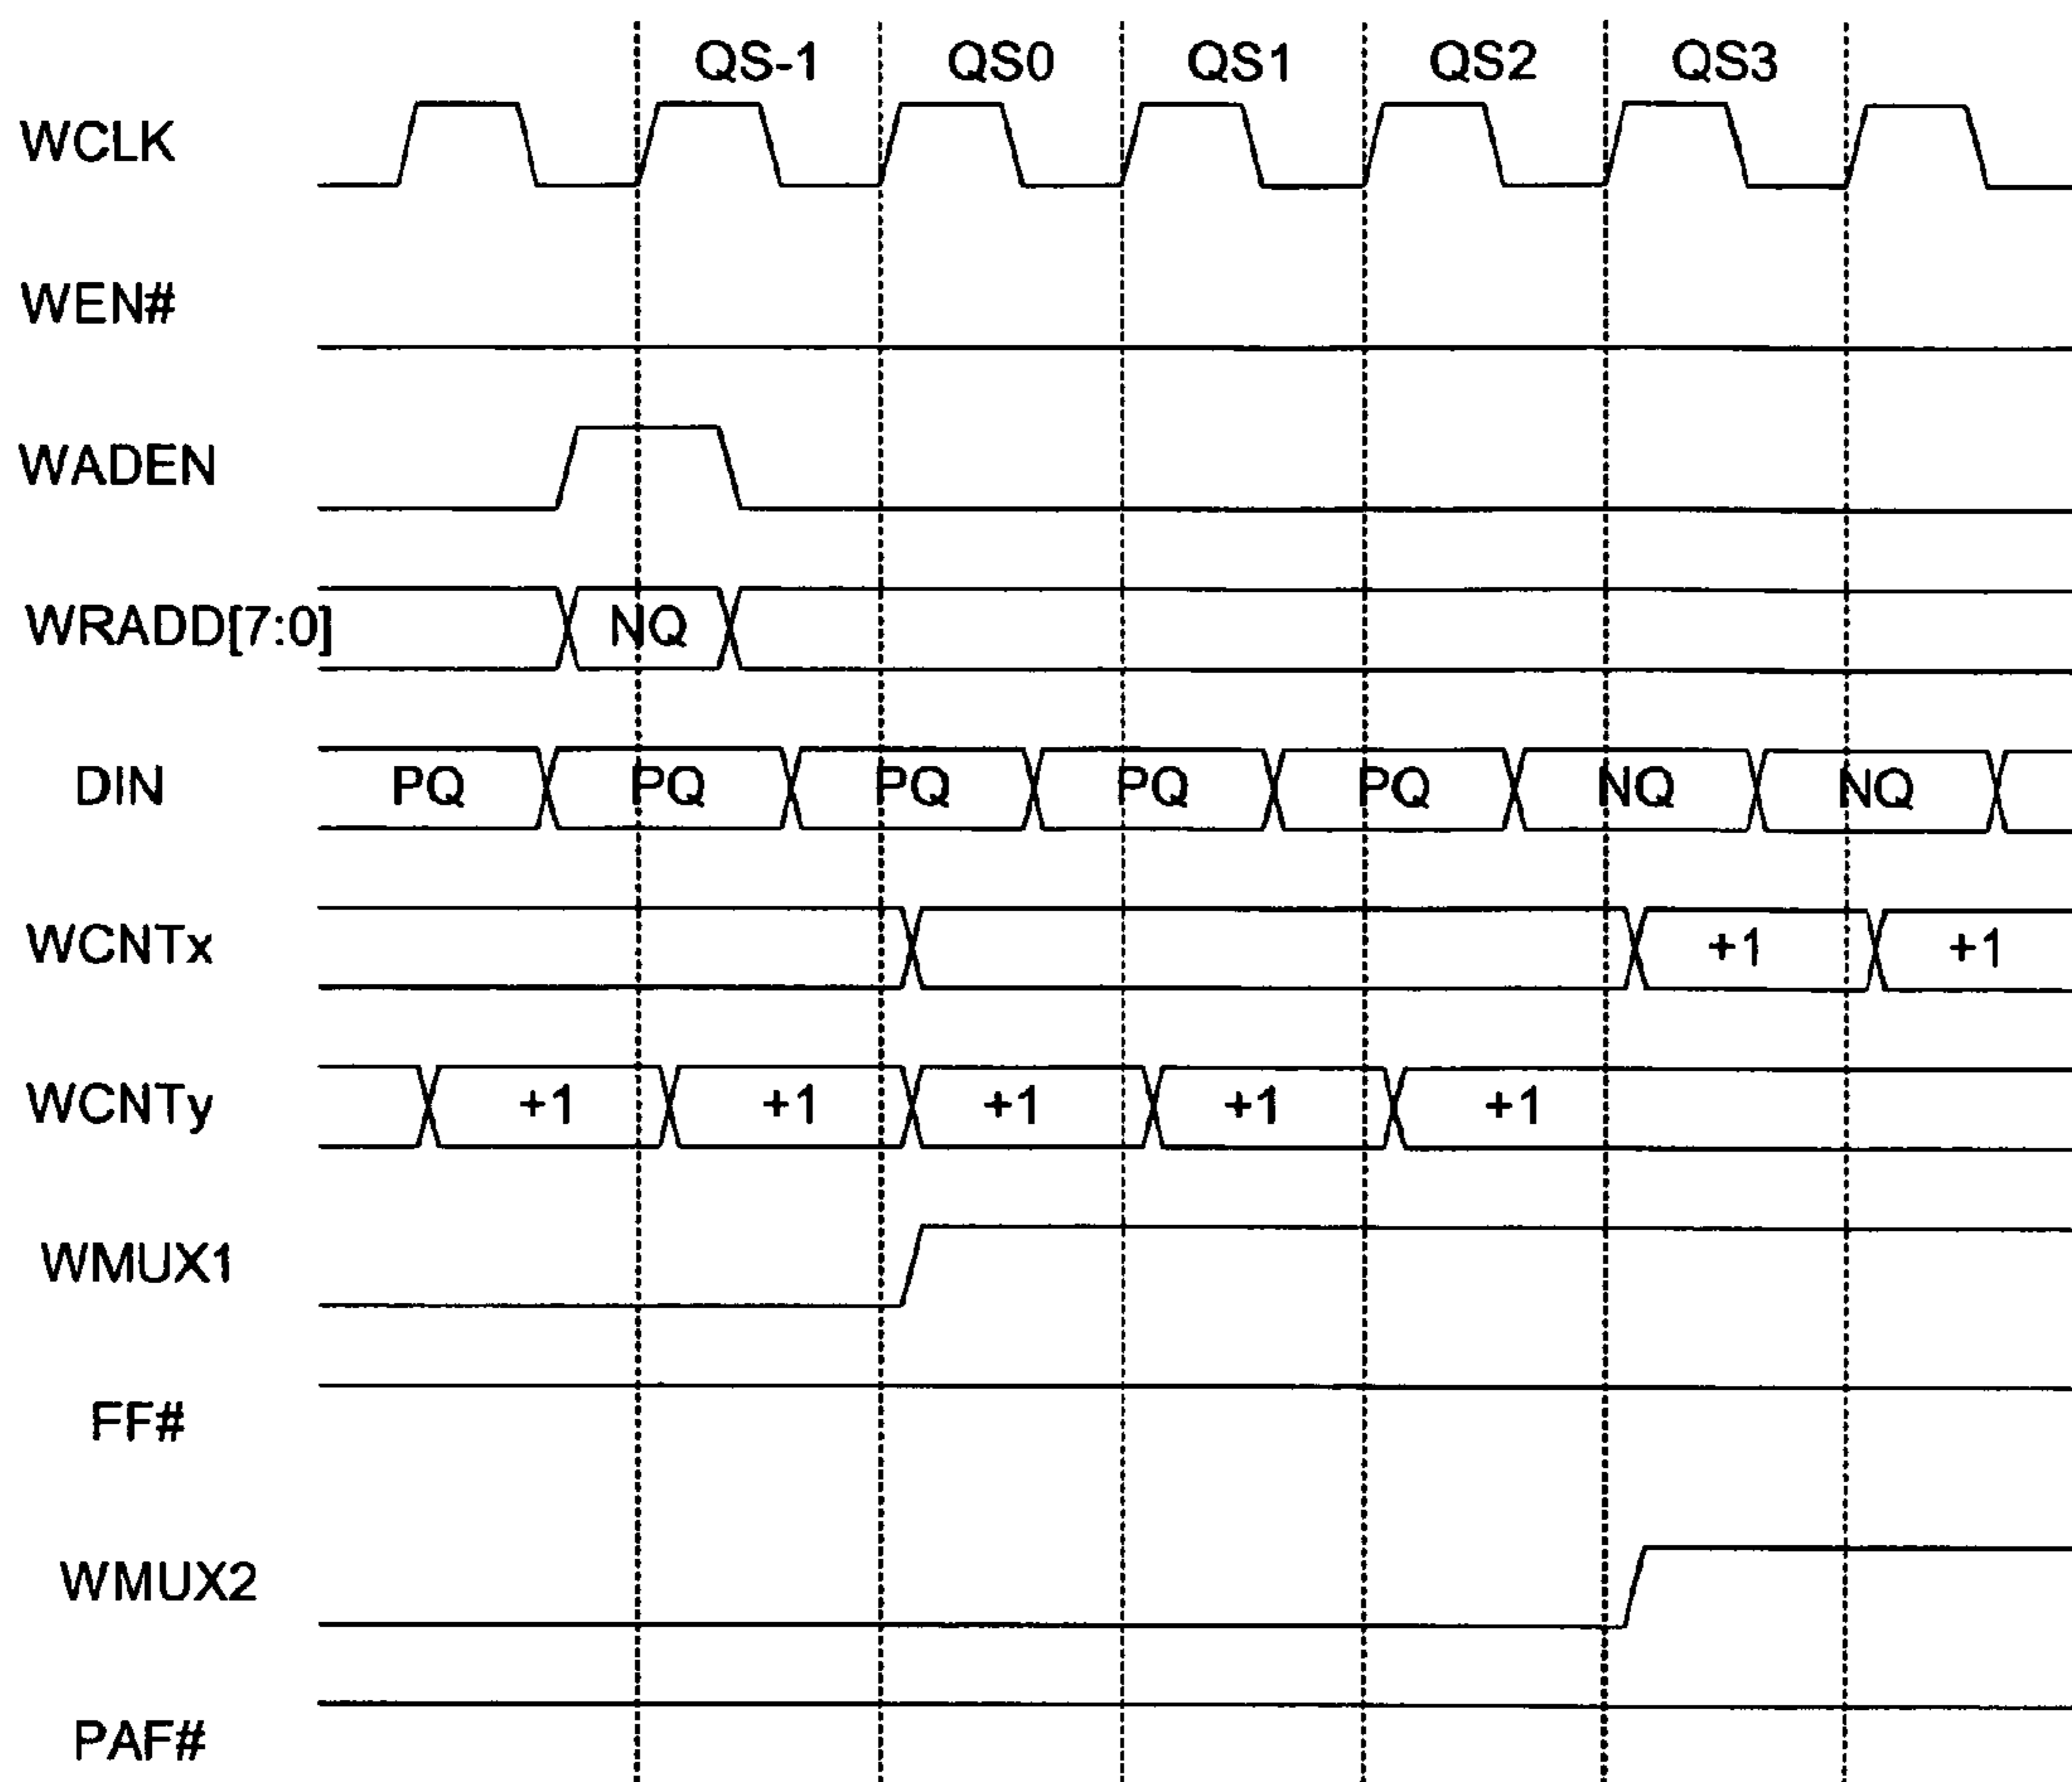 QS-1 QS0 QS1 QS2 QS3
WCLK
WEN#
WADEN
WRADD[7:0] NQ
DIN PQ PQ PQ PQ PQ NQ NQ
WCNTx +1 +1
WCNTy +1 +1 +1 +1 +1
WMUX1
FF#
WMUX2
PAF#